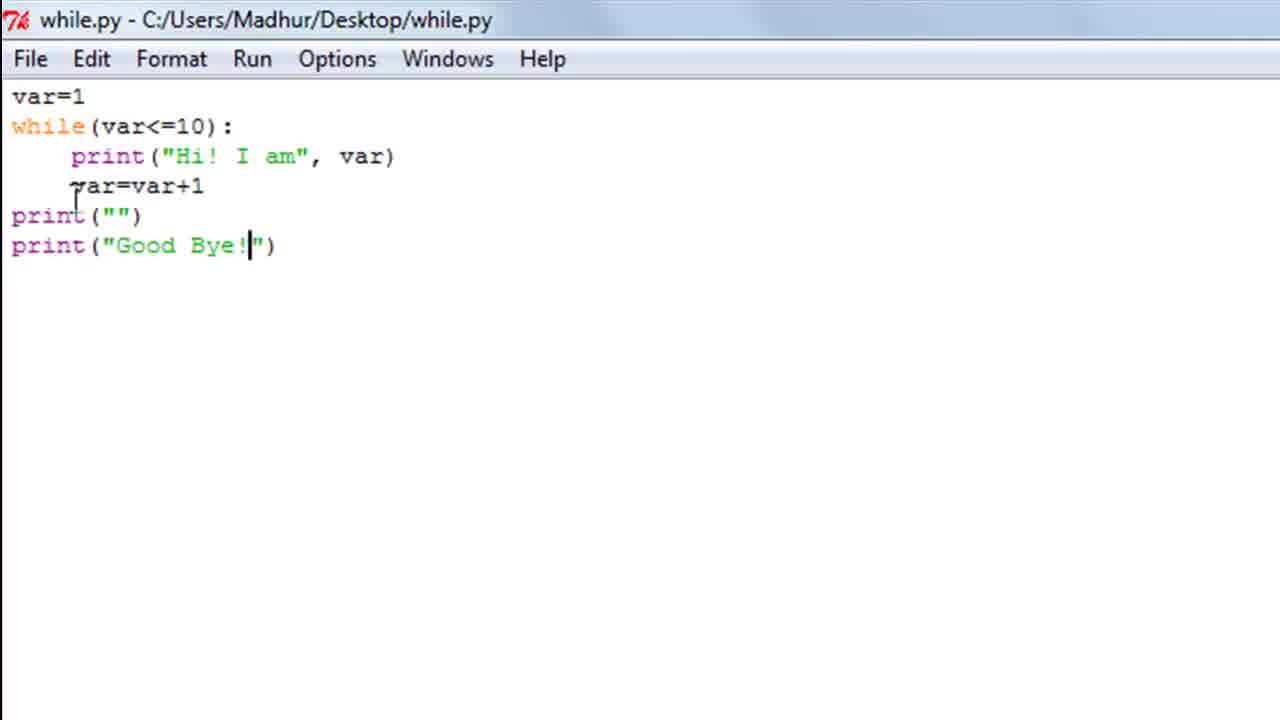 while.py - C:/Users/Madhur/Desktop/while.py
File Edit Format Run Options Windows Help
var=1
while(var<=10):
    print("Hi! I am", var)
    var=var+1
print("")
print("Good Bye!")